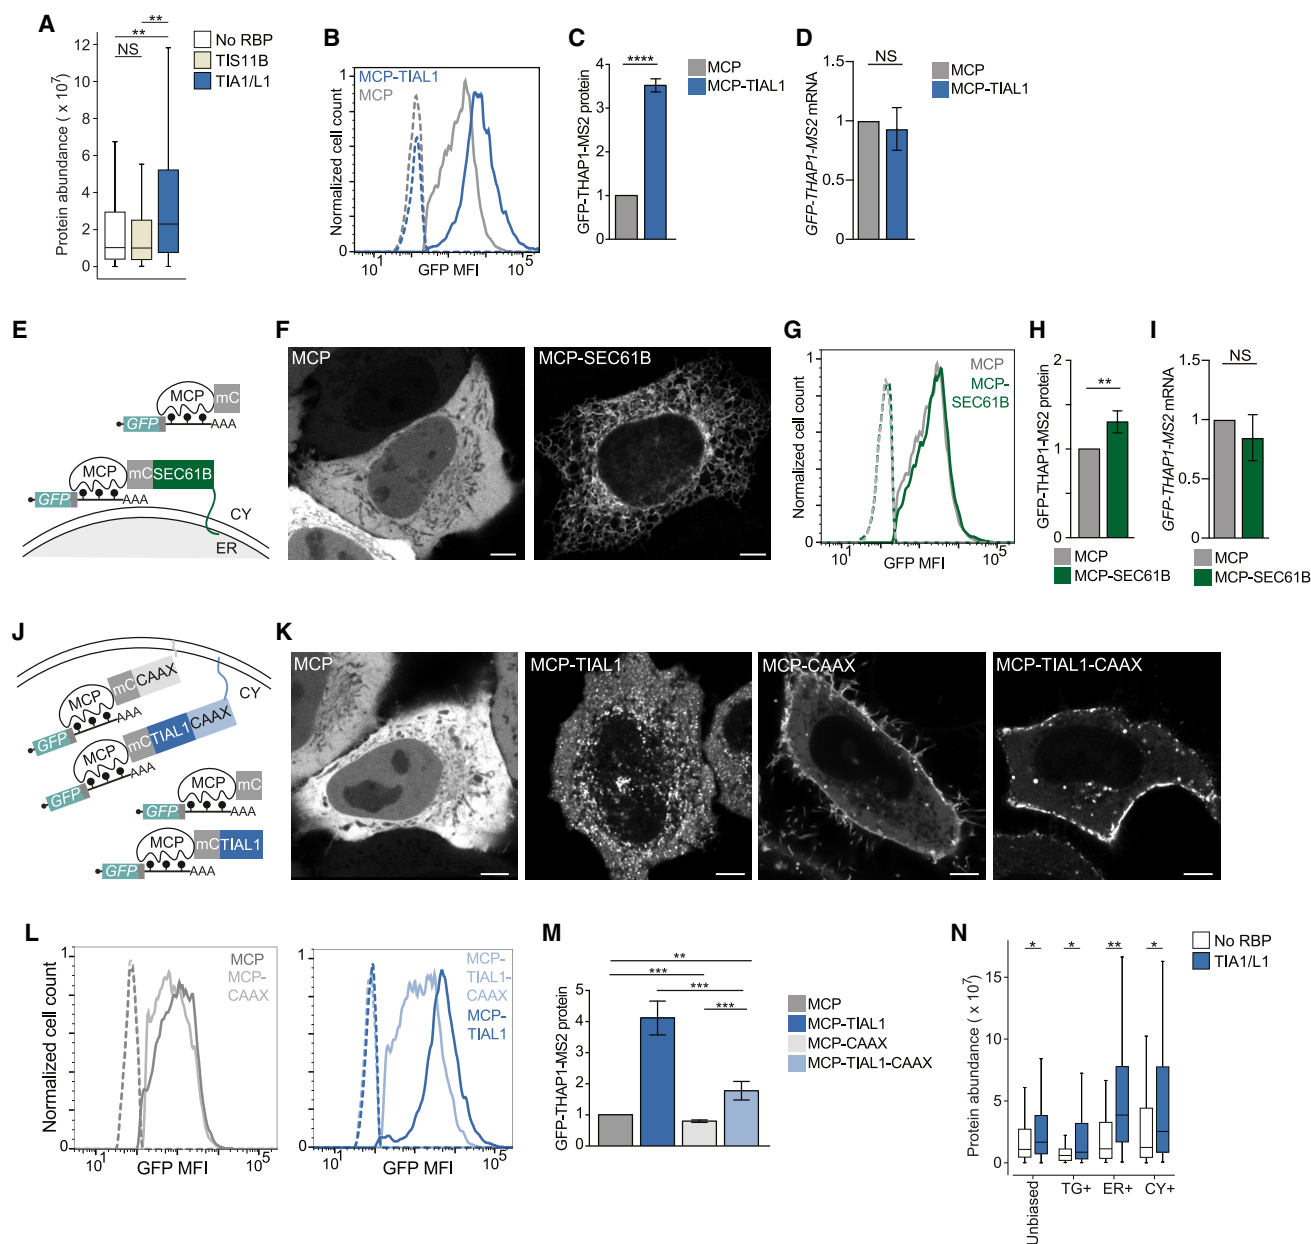 A
** 
**
NS
No RBP
TIS11B
TIA1/L1
Protein abundance ( x 10⁷)
12
10
8
6
4
2
0
B
MCP-TIAL1
MCP
Normalized cell count
1
0
10¹
GFP MFI
10⁵
C
****
MCP
MCP-TIAL1
GFP-THAP1-MS2 protein
4
3
2
1
0
D
NS
MCP
MCP-TIAL1
GFP-THAP1-MS2 mRNA
1.5
1
0.5
0
E
MCP
mC
GFP
AAA
MCP
mC
SEC61B
GFP
AAA
CY
ER
F
MCP
MCP-SEC61B
G
MCP
MCP-
SEC61B
Normalized cell count
1
0
10¹
GFP MFI
10⁵
H
**
GFP-THAP1-MS2 protein
2
1
0
MCP
MCP-SEC61B
I
NS
GFP-THAP1-MS2 mRNA
1.5
1
0.5
0
MCP
MCP-SEC61B
J
MCP
mC
CAAX
GFP
AAA
CY
MCP
mC
TIAL1
CAAX
GFP
AAA
MCP
mC
GFP
AAA
MCP
mC
TIAL1
GFP
AAA
K
MCP
MCP-TIAL1
MCP-CAAX
MCP-TIAL1-CAAX
L
MCP
MCP-
CAAX
Normalized cell count
1
0
10¹
GFP MFI
10⁵
MCP-
TIAL1-
CAAX
MCP-
TIAL1
1
0
10¹
GFP MFI
10⁵
M
**
***
***
***
GFP-THAP1-MS2 protein
5
4
3
2
1
0
MCP
MCP-TIAL1
MCP-CAAX
MCP-TIAL1-CAAX
N
No RBP
TIA1/L1
*
*
**
*
Protein abundance ( x 10⁷)
15
10
5
0
Unbiased
TG+
ER+
CY+